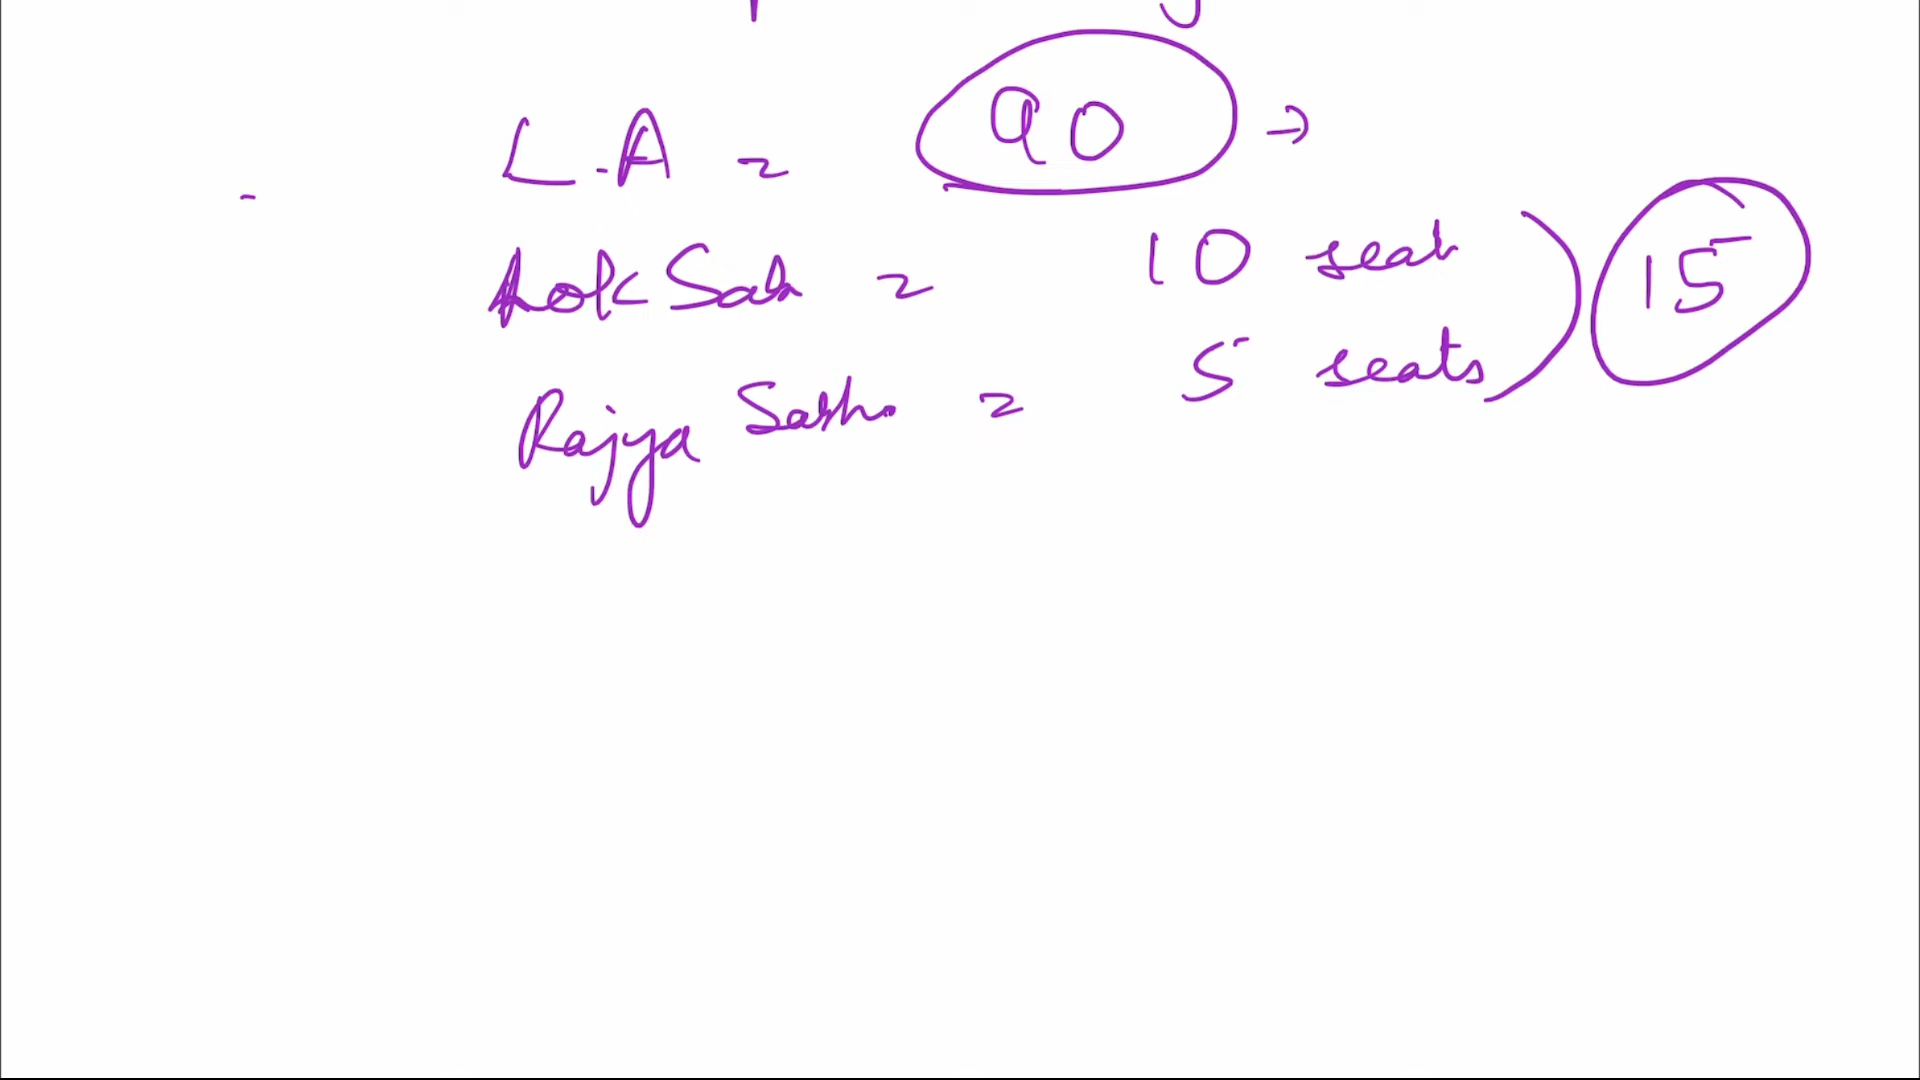 L.A = 90 →
Lok Sab = 10 seat
15
Rajya Sabha = 5 seats